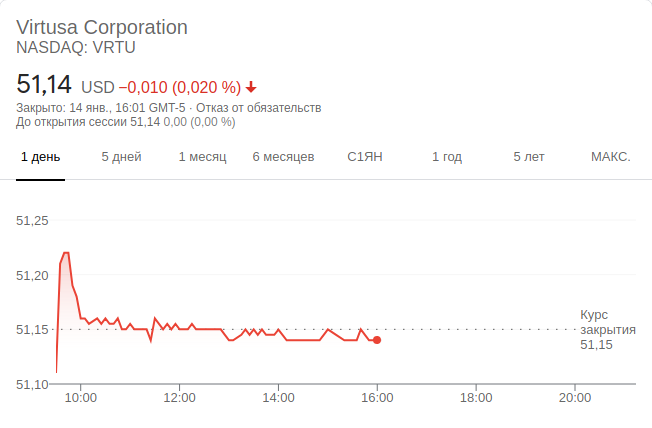 Virtusa Corporation
NASDAQ: VRTU
51,14 USD −0,010 (0,020 %)
Закрыто: 14 янв., 16:01 GMT-5 · Отказ от обязательств
До открытия сессии 51,14 0,00 (0,00 %)
1 день 5 дней 1 месяц 6 месяцев С1ЯН 1 год 5 лет МАКС.
51,25
51,20
51,15
51,10
Курс
закрытия
51,15
10:00 12:00 14:00 16:00 18:00 20:00